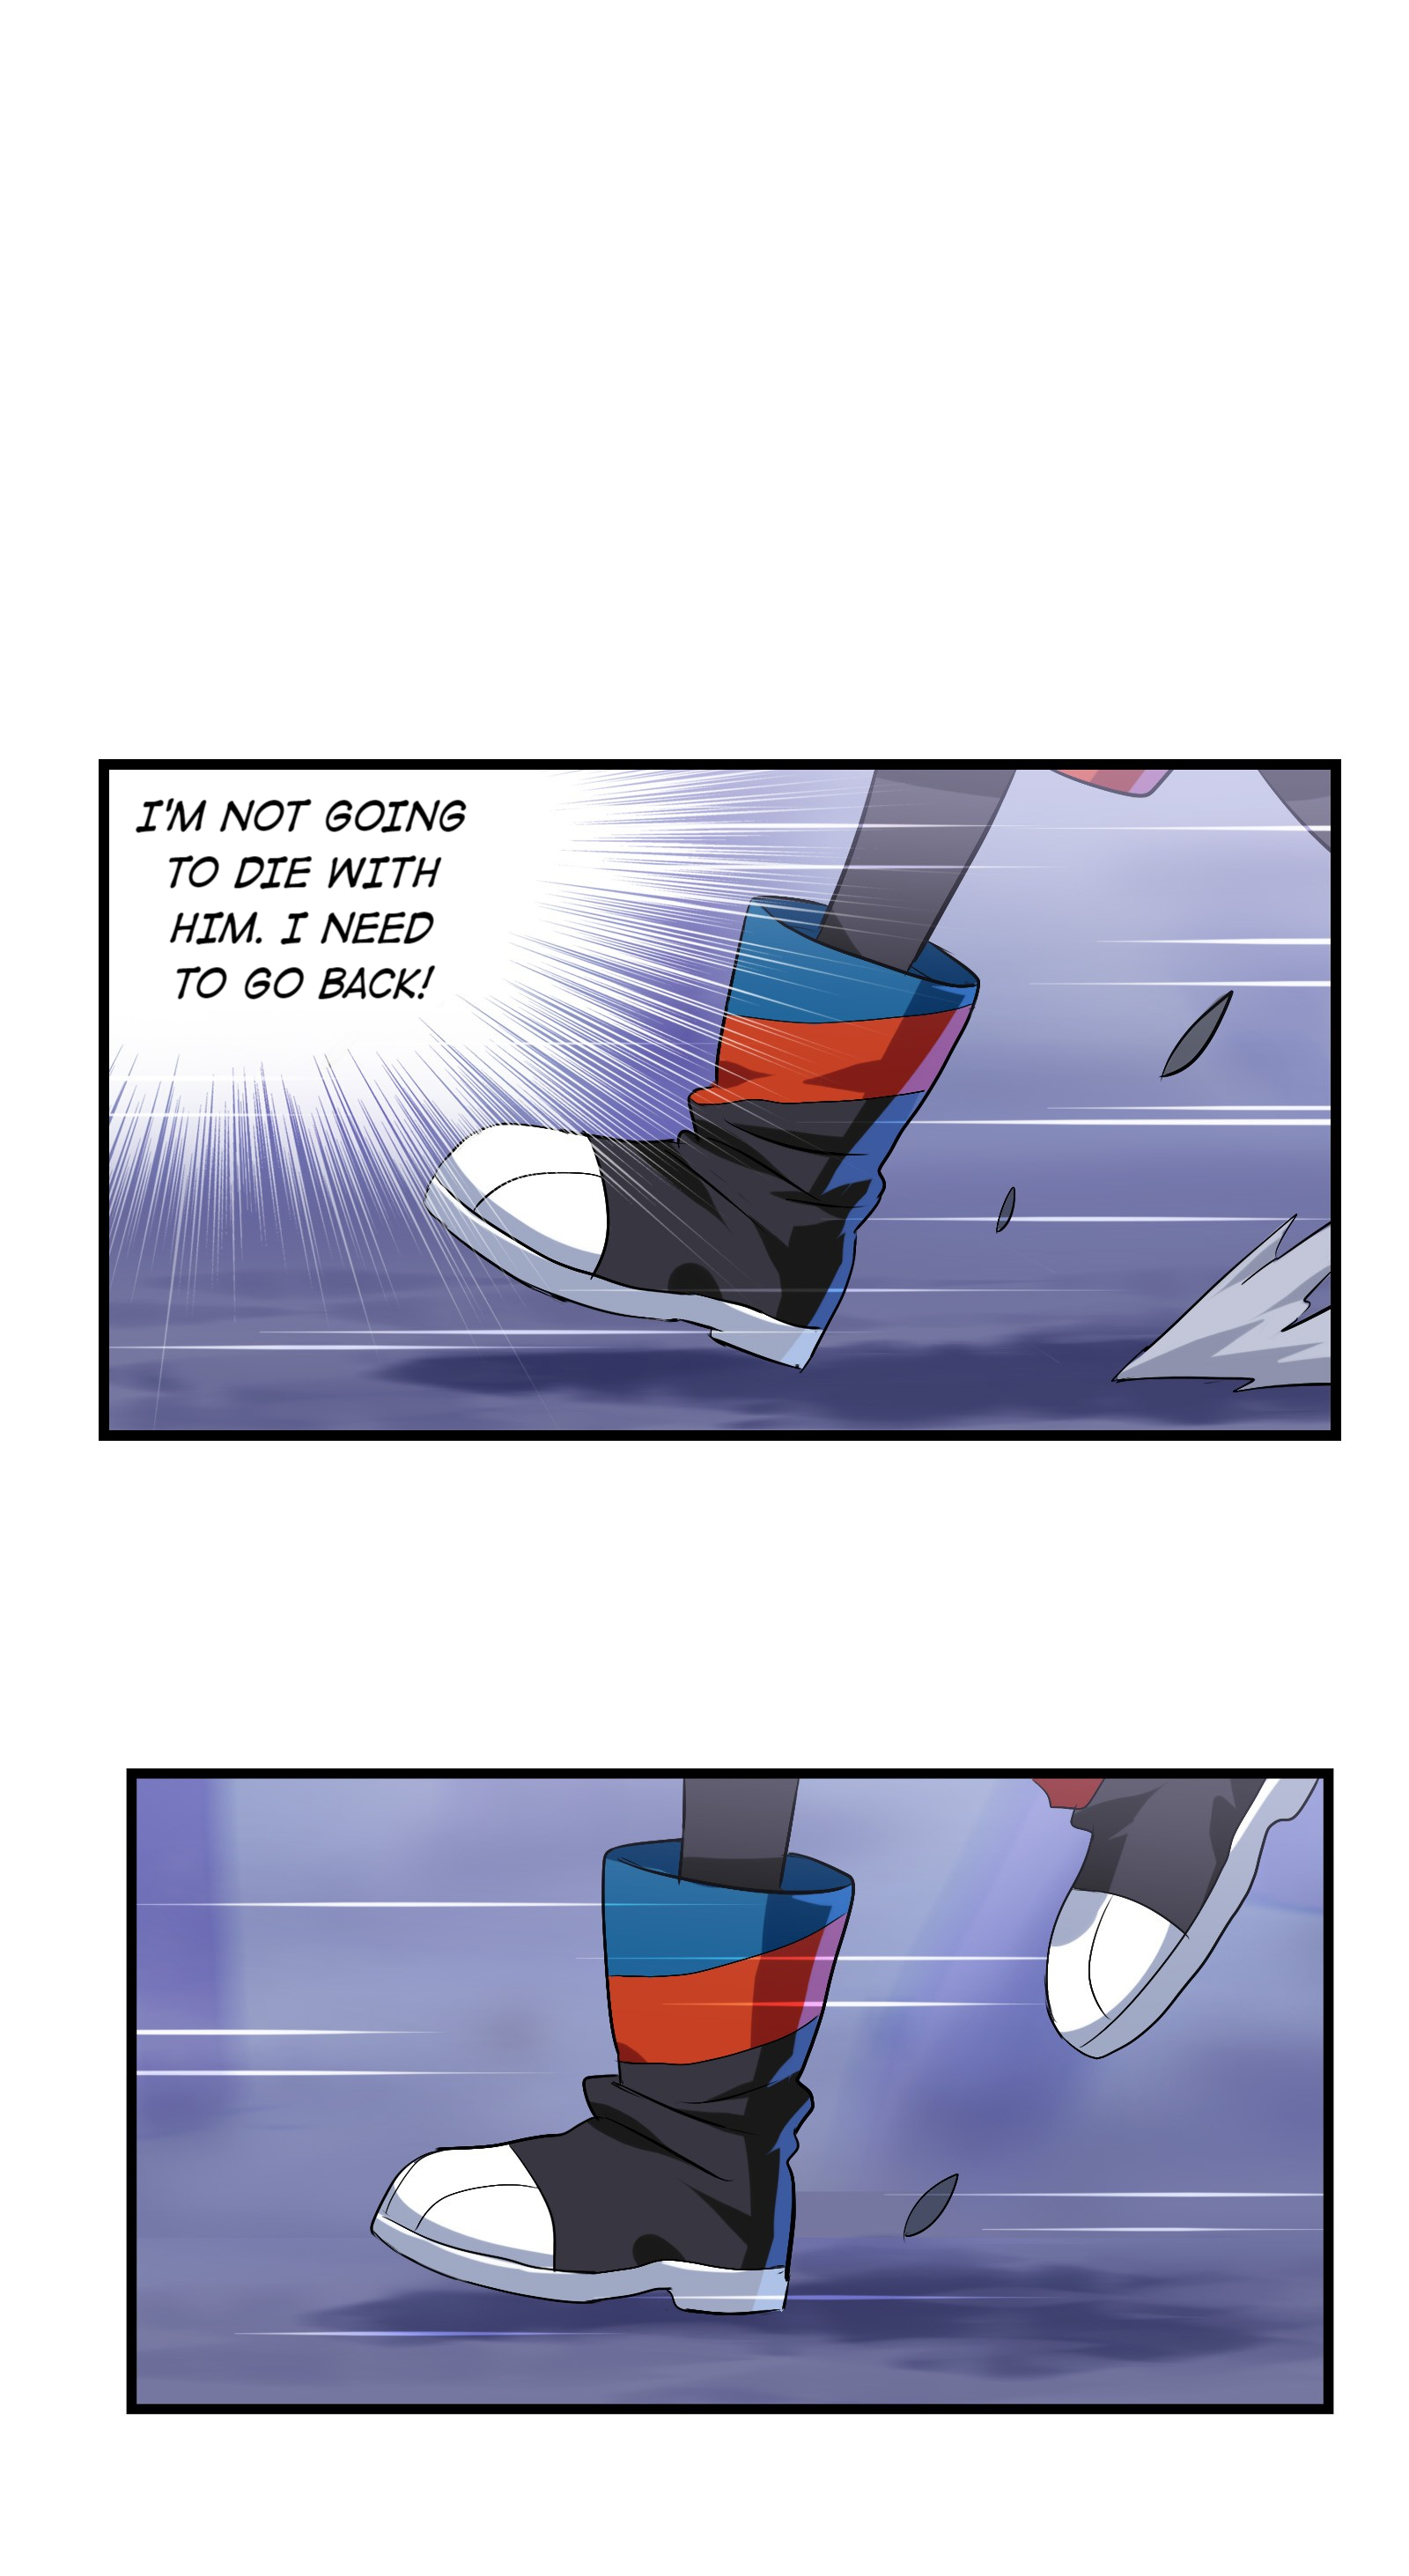 I'M NOT GOING
TO DIE WITH
HIM. I NEED
TO GO BACK!